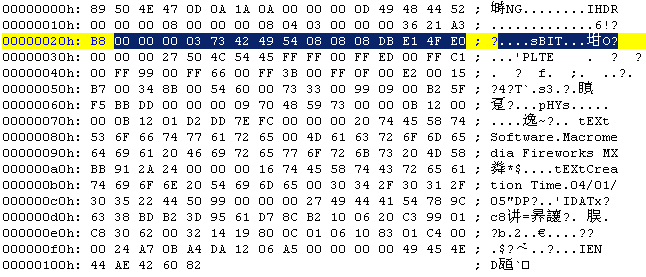 00000000h: 89 50 4E 47 0D 0A 1A 0A 00 00 00 0D 49 48 44 52 ; 塒NG........IHDR
00000010h: 00 00 00 08 00 00 00 08 04 03 00 00 00 36 21 A3 ; .............6!?
00000020h: B8 00 00 00 03 73 42 49 54 08 08 08 DB E1 4F E0 ; ?....sBIT...坩O?
00000030h: 00 00 00 27 50 4C 54 45 FF FF 00 FF ED 00 FF C1 ; ...'PLTE . ? ?
00000040h: 00 FF 99 00 FF 66 00 FF 3B 00 FF 0F 00 E2 00 15 ; . ? f. ;. ..?.
00000050h: B7 00 34 8B 00 54 60 00 73 33 00 99 09 00 B2 5F ; ?4?T`.s3.?.瞋
00000060h: F5 BB DD 00 00 00 09 70 48 59 73 00 00 0B 12 00 ; 趸?...pHYs.....
00000070h: 00 0B 12 01 D2 DD 7E FC 00 00 00 20 74 45 58 74 ; ....逸~?.. tEXt
00000080h: 53 6F 66 74 77 61 72 65 00 4D 61 63 72 6F 6D 65 ; Software.Macrome
00000090h: 64 69 61 20 46 69 72 65 77 6F 72 6B 73 20 4D 58 ; dia Fireworks MX
000000a0h: BB 91 2A 24 00 00 00 16 74 45 58 74 43 72 65 61 ; *$....tEXtCrea
000000b0h: 74 69 6F 6E 20 54 69 6D 65 00 30 34 2F 30 31 2F ; tion Time.04/01/
000000c0h: 30 35 22 44 50 99 00 00 00 27 49 44 41 54 78 9C ; 05"DP?..'IDATx
000000d0h: 63 38 BD B2 3D 95 61 D7 8C B2 10 06 20 C3 99 01 ; c8讲=昦讓?. 脵.
000000e0h: C8 30 62 00 32 14 19 80 0C 01 06 10 83 01 C4 00 ; ?b.2..€....??
000000f0h: 00 24 A7 0B A4 DA 12 06 A5 00 00 00 00 49 45 4E ; .$?ぺ..?...IEN
00000100h: 44 AE 42 60 82 ; D瓸`